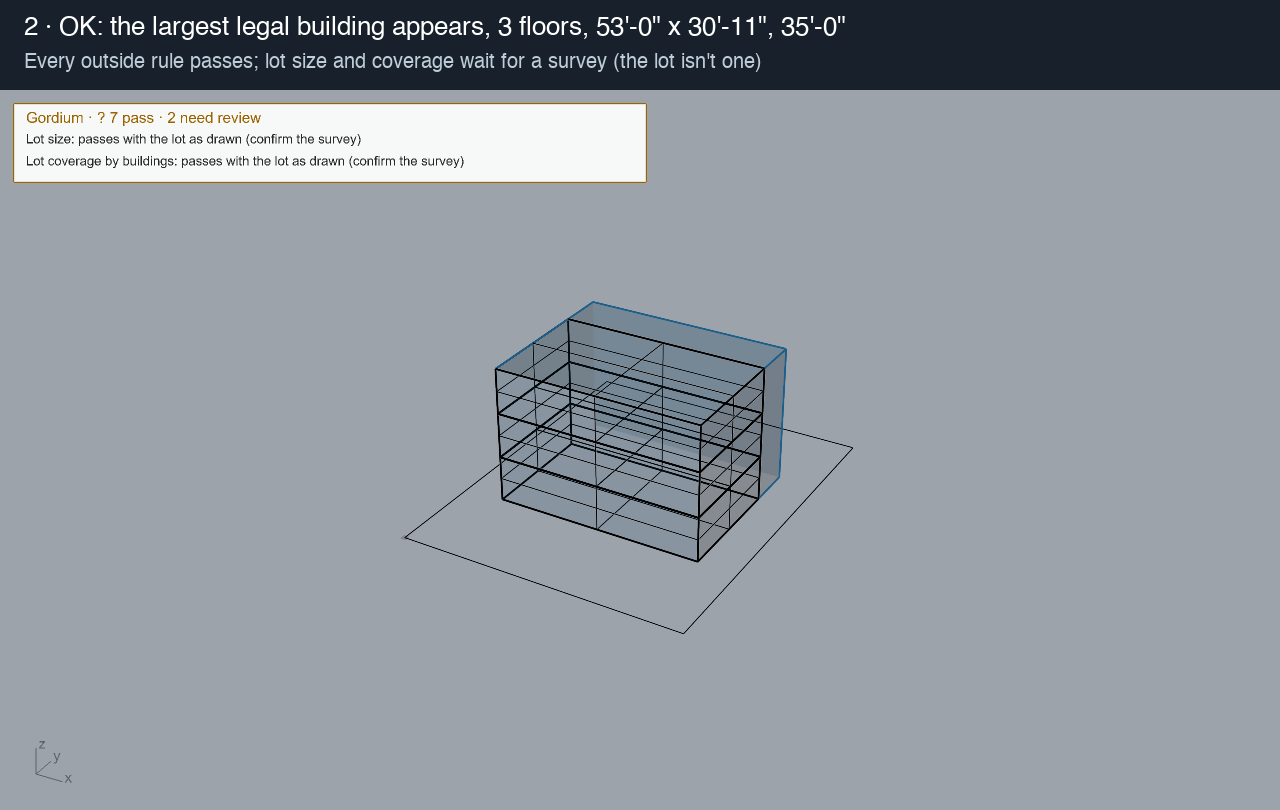 2 · OK: the largest legal building appears, 3 floors, 53'-0" x 30'-11", 35'-0"
Every outside rule passes; lot size and coverage wait for a survey (the lot isn't one)
Gordium · ? 7 pass · 2 need review
Lot size: passes with the lot as drawn (confirm the survey)
Lot coverage by buildings: passes with the lot as drawn (confirm the survey)
z
y
x